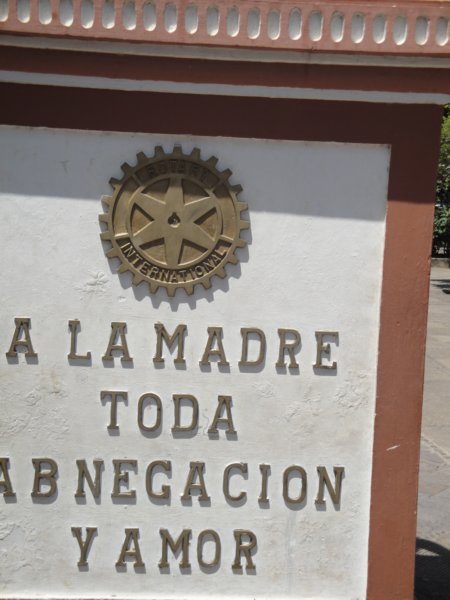 ROTARY
INTERNATIONAL
A LA MADRE
TODA
ABNEGACION
Y AMOR